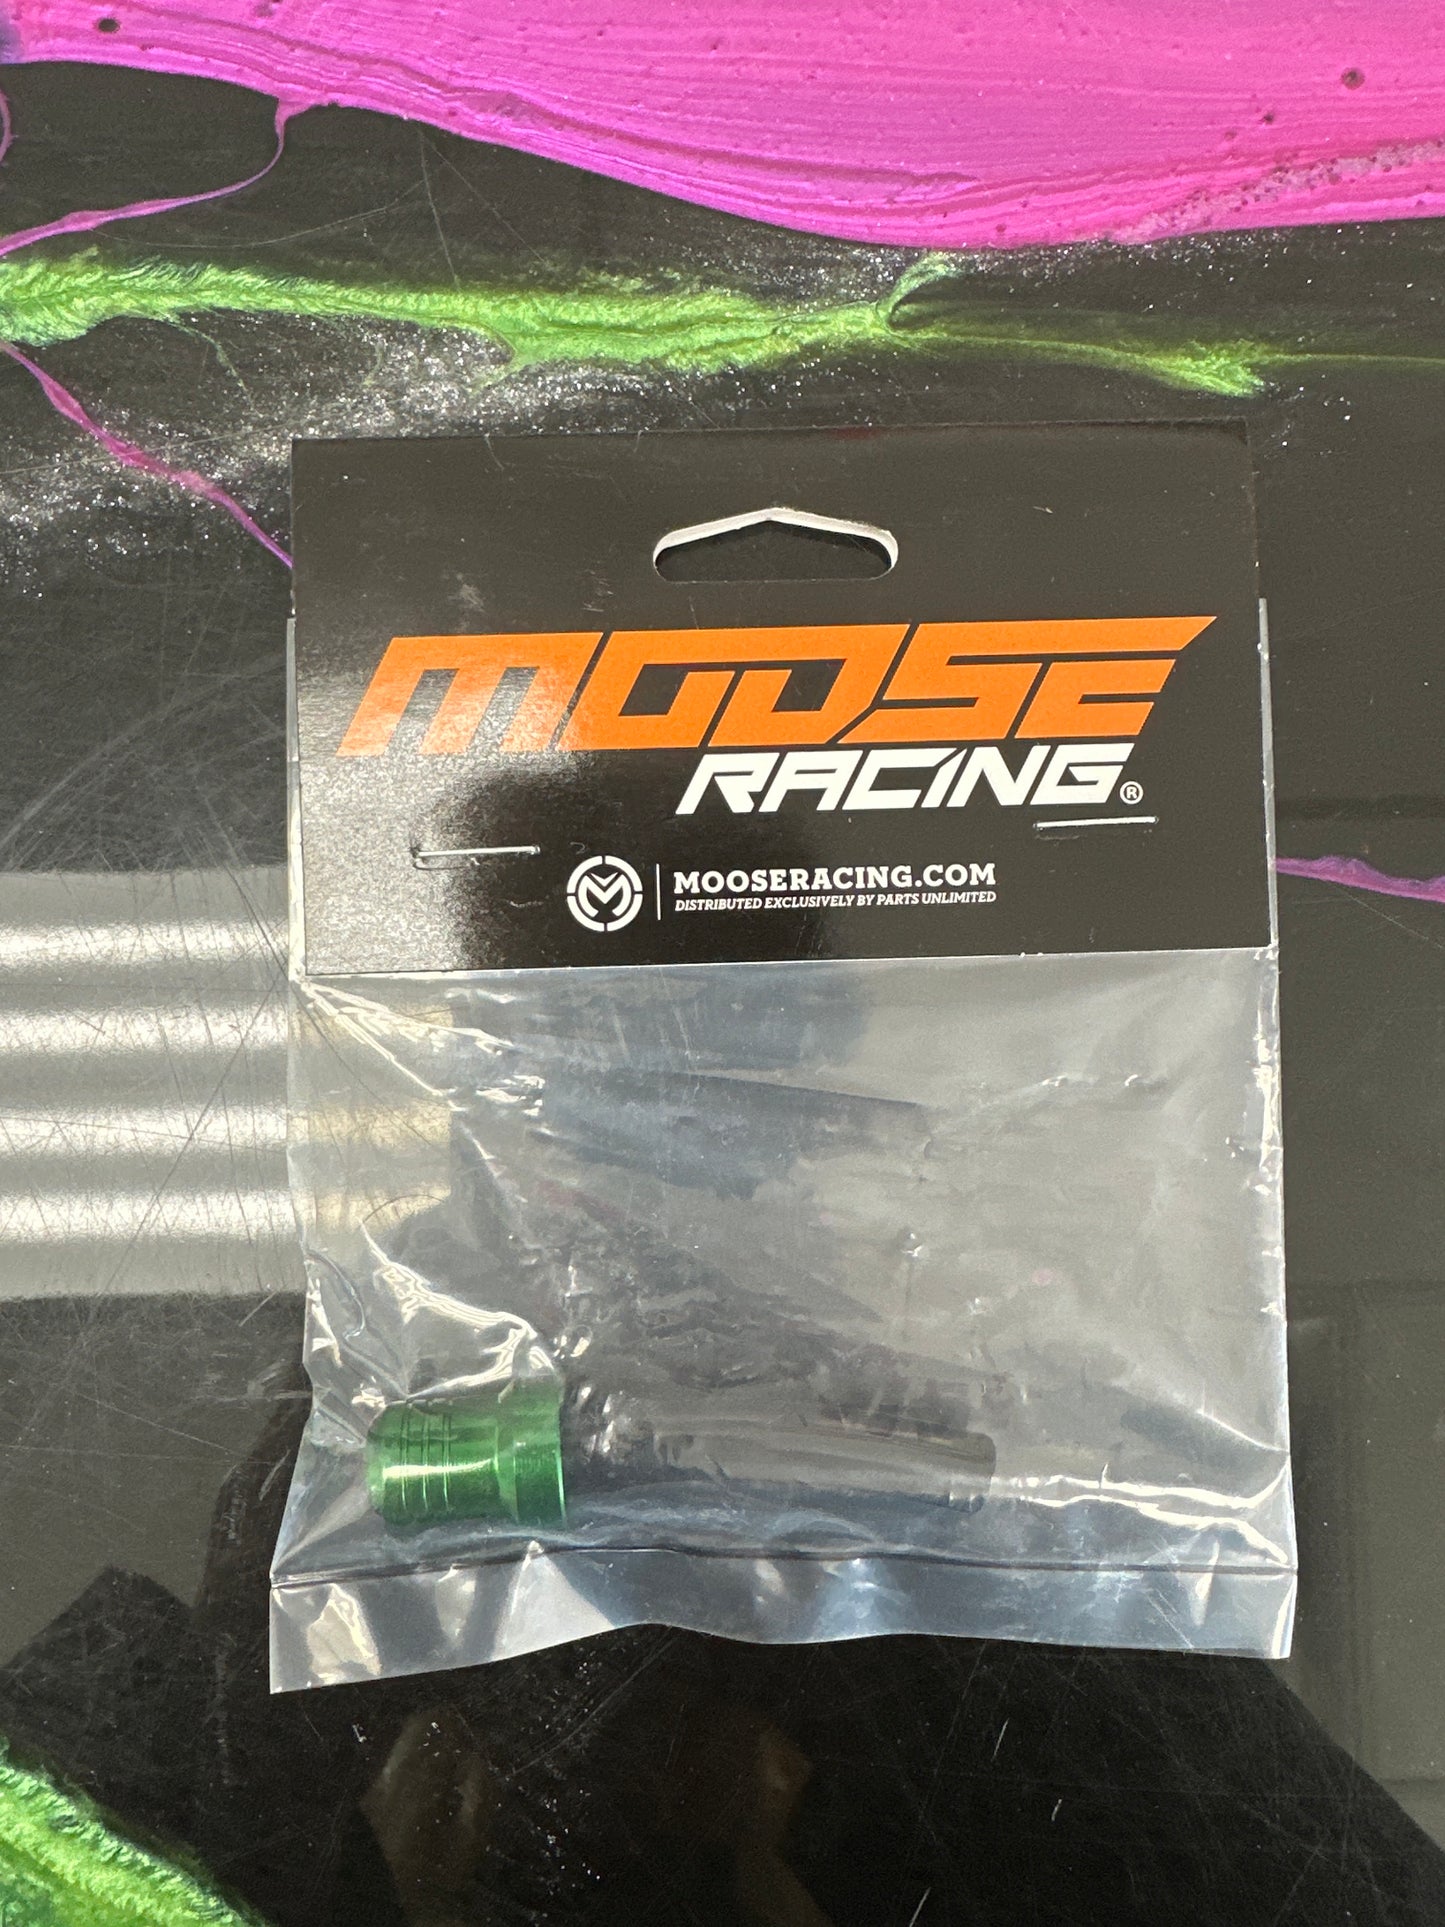 MOOSE
RACING®
MOOSERACING.COM
DISTRIBUTED EXCLUSIVELY BY PARTS UNLIMITED